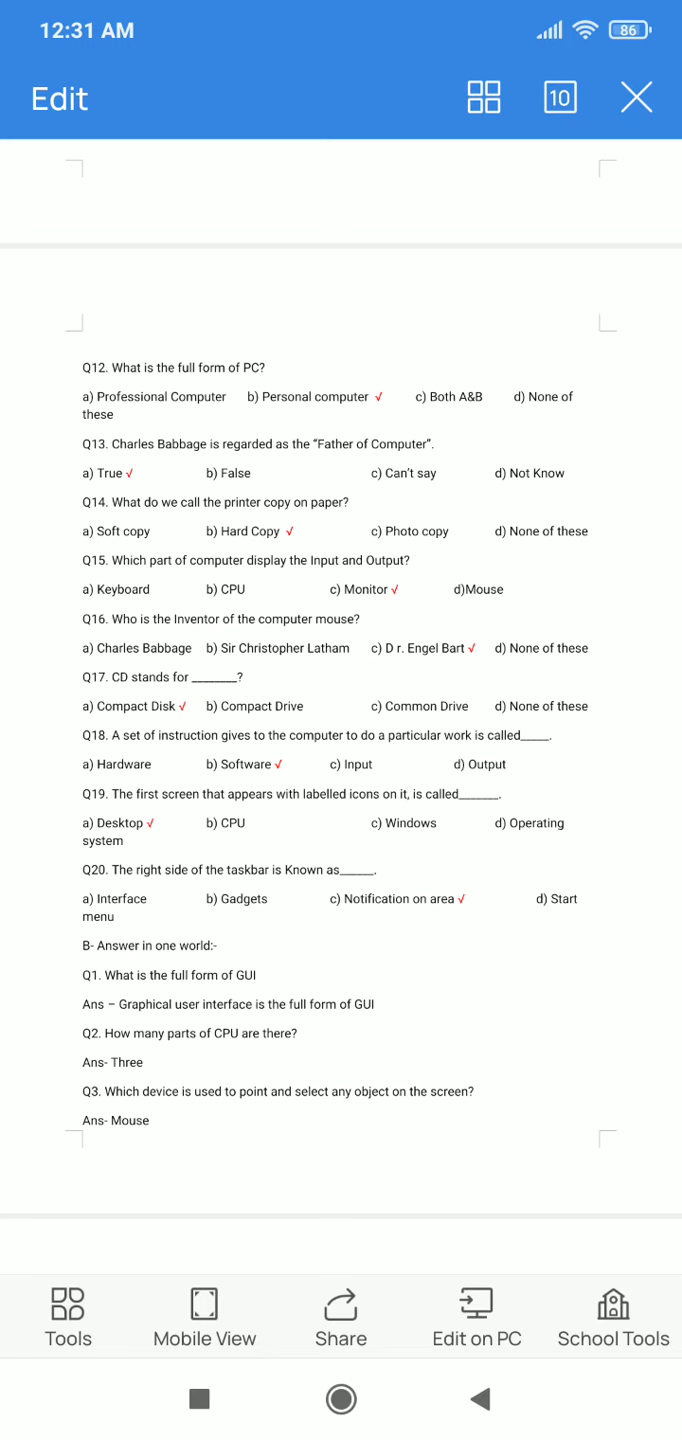 12:31 AM
86
Edit
10
Q12. What is the full form of PC?
a) Professional Computer b) Personal computer √ c) Both A&B d) None of
these
Q13. Charles Babbage is regarded as the “Father of Computer”.
a) True √ b) False c) Can’t say d) Not Know
Q14. What do we call the printer copy on paper?
a) Soft copy b) Hard Copy √ c) Photo copy d) None of these
Q15. Which part of computer display the Input and Output?
a) Keyboard b) CPU c) Monitor √ d)Mouse
Q16. Who is the Inventor of the computer mouse?
a) Charles Babbage b) Sir Christopher Latham c) D r. Engel Bart √ d) None of these
Q17. CD stands for _______?
a) Compact Disk √ b) Compact Drive c) Common Drive d) None of these
Q18. A set of instruction gives to the computer to do a particular work is called_____.
a) Hardware b) Software √ c) Input d) Output
Q19. The first screen that appears with labelled icons on it, is called_______.
a) Desktop √ b) CPU c) Windows d) Operating
system
Q20. The right side of the taskbar is Known as______.
a) Interface b) Gadgets c) Notification on area √ d) Start
menu
B- Answer in one world:-
Q1. What is the full form of GUI
Ans – Graphical user interface is the full form of GUI
Q2. How many parts of CPU are there?
Ans- Three
Q3. Which device is used to point and select any object on the screen?
Ans- Mouse
Tools Mobile View Share Edit on PC School Tools